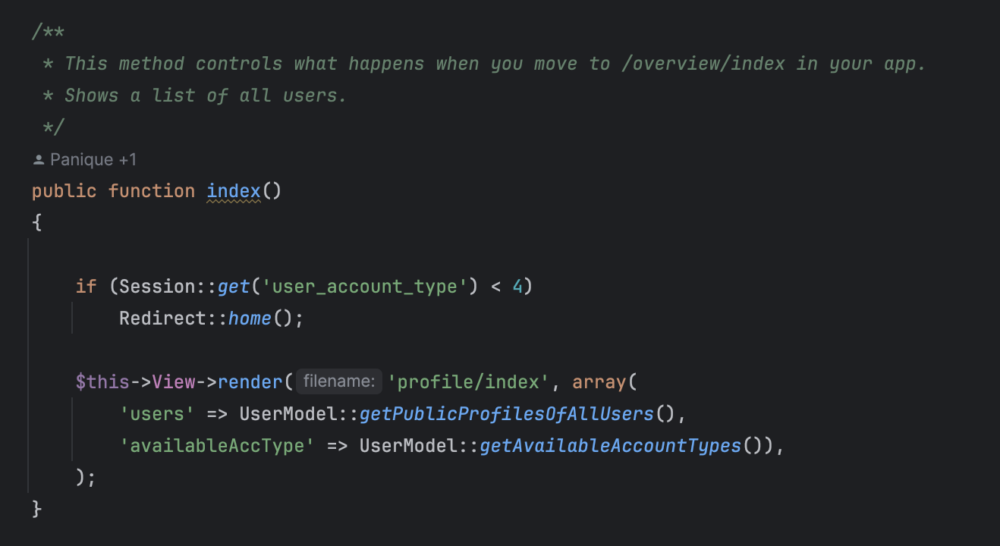 /**
 * This method controls what happens when you move to /overview/index in your app.
 * Shows a list of all users.
 */
Panique +1
public function index()
{
if (Session::get('user_account_type') < 4)
Redirect::home();
$this->View->render( filename: 'profile/index', array(
'users' => UserModel::getPublicProfilesOfAllUsers(),
'availableAccType' => UserModel::getAvailableAccountTypes()),
);
}